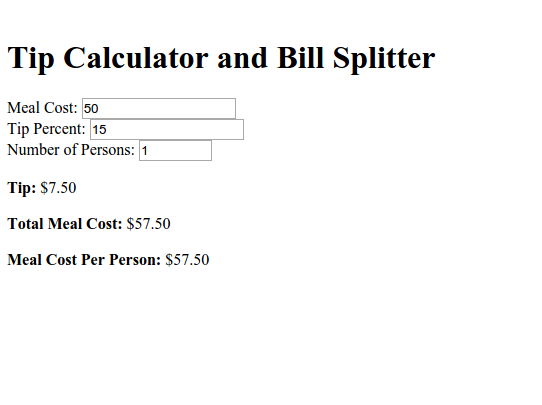 Tip Calculator and Bill Splitter
Meal Cost: 50
Tip Percent: 15
Number of Persons: 1
Tip: $7.50
Total Meal Cost: $57.50
Meal Cost Per Person: $57.50